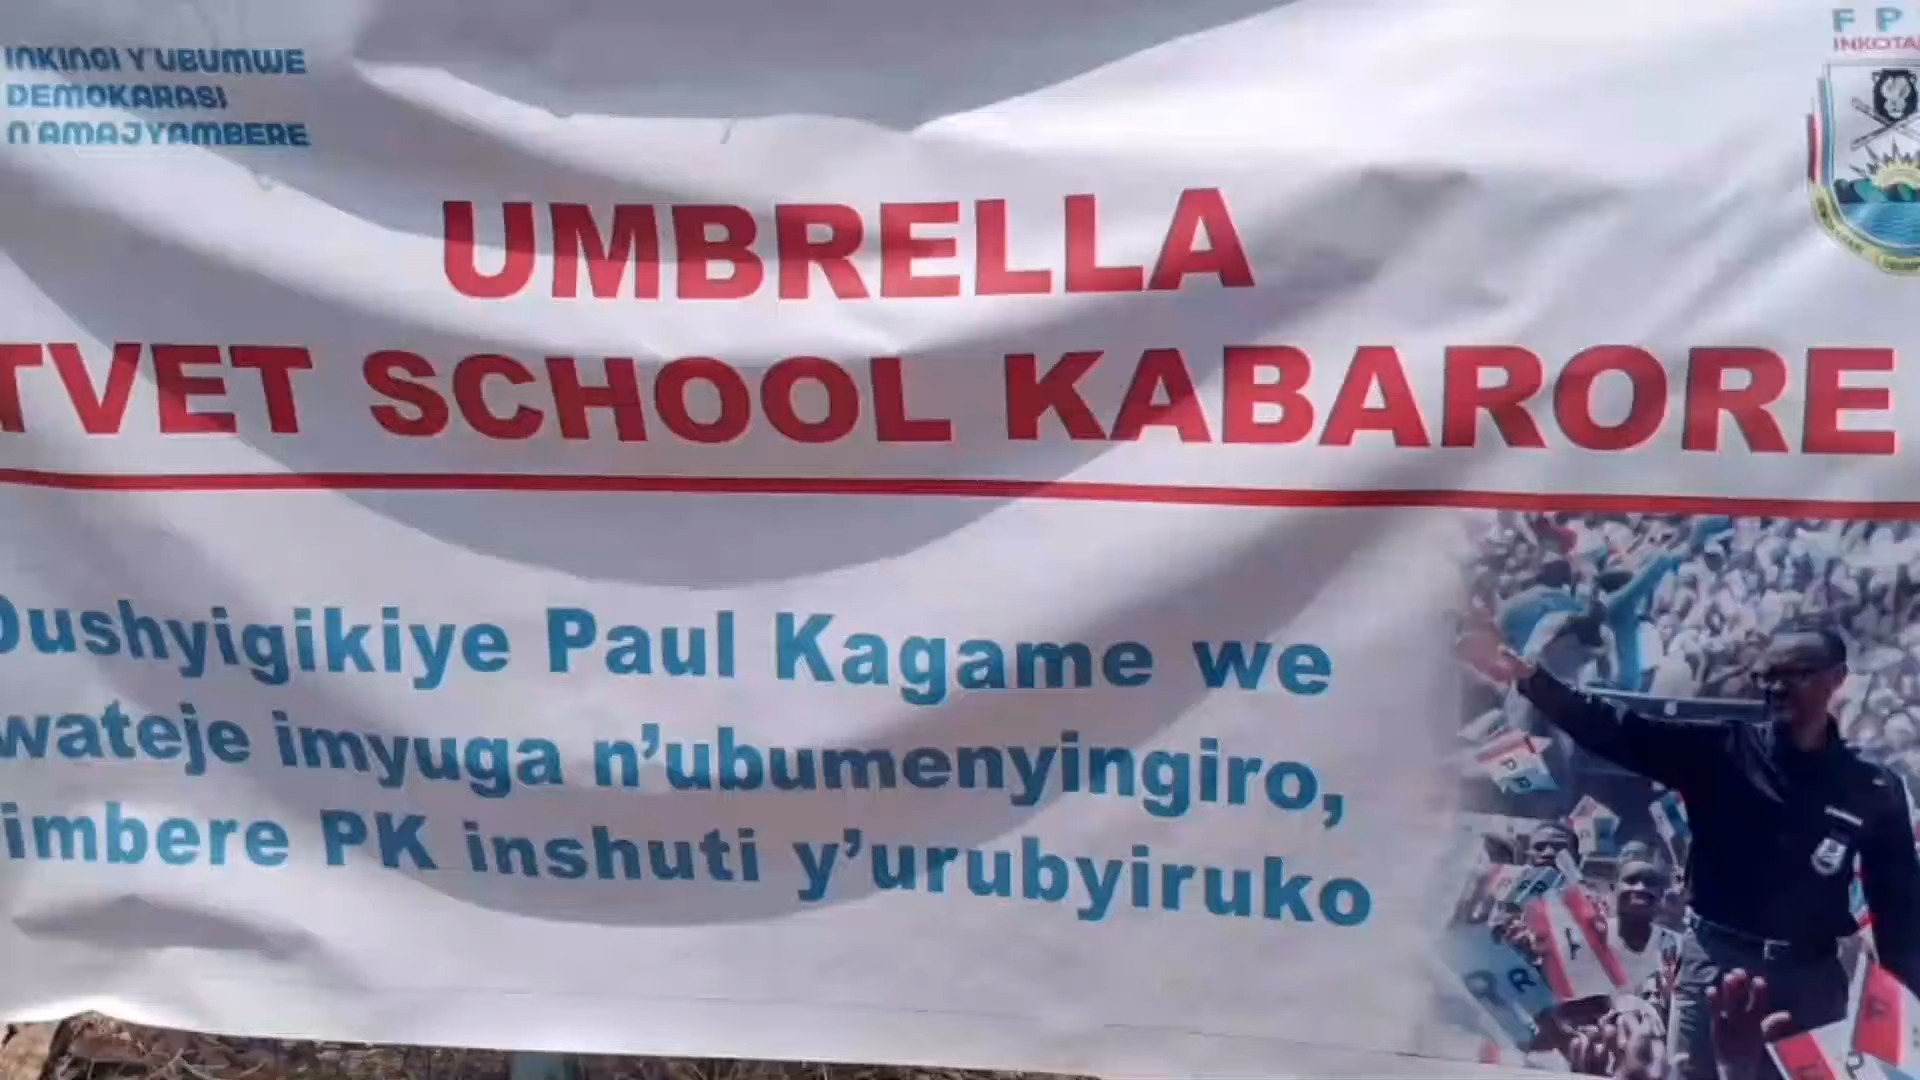 INKINGI Y'UBUMWE
DEMOKARASI
N'AMAJYAMBERE
F P
INKOTA
UMBRELLA
TVET SCHOOL KABARORE
Dushyigikiye Paul Kagame we
wateje imyuga n'ubumenyingiro,
imbere PK inshuti y'urubyiruko